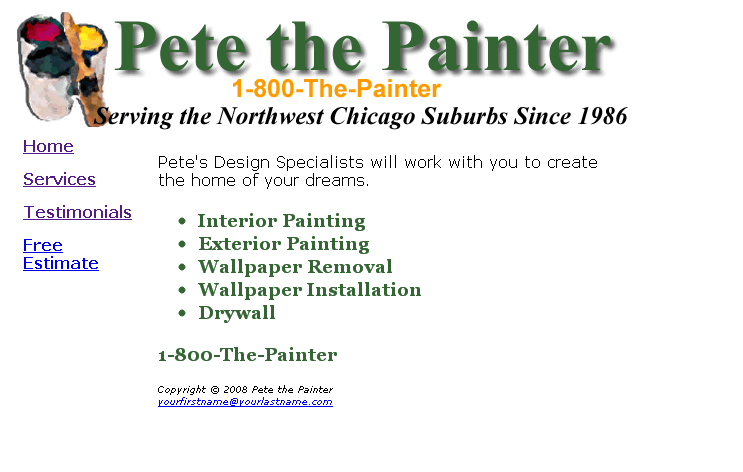 Pete the Painter
1-800-The-Painter
Serving the Northwest Chicago Suburbs Since 1986
Home
Services
Testimonials
Free
Estimate
Pete's Design Specialists will work with you to create
the home of your dreams.
• Interior Painting
• Exterior Painting
• Wallpaper Removal
• Wallpaper Installation
• Drywall
1-800-The-Painter
Copyright © 2008 Pete the Painter
yourfirstname@yourlastname.com